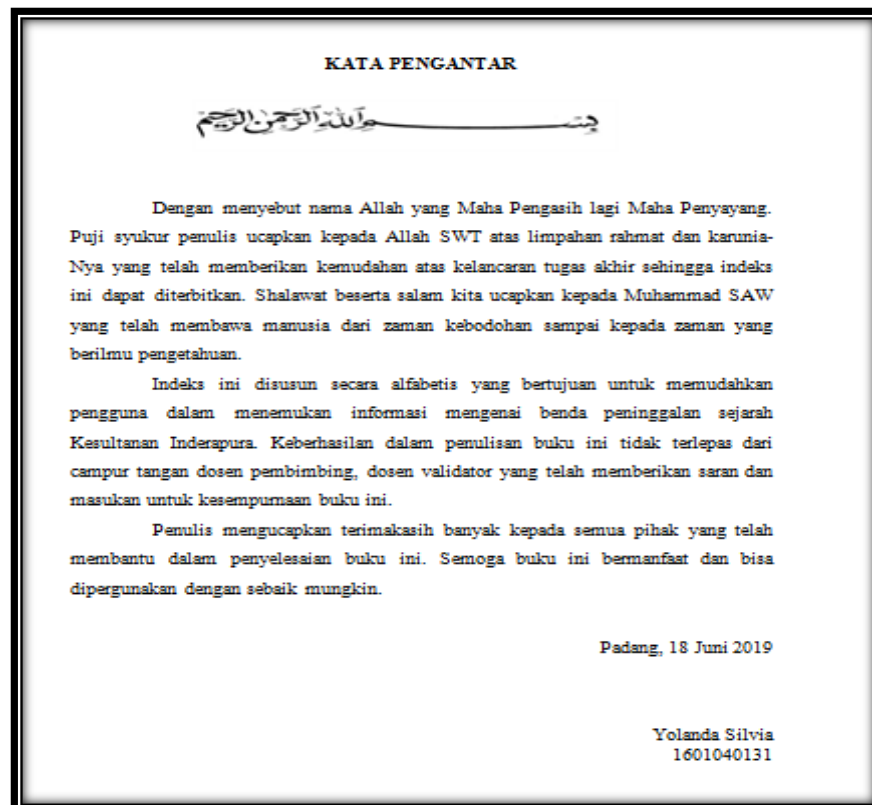 KATA PENGANTAR
بِسْــــــــــمِ اللَّهِ الرَّحْمَٰنِ الرَّحِيمِ
Dengan menyebut nama Allah yang Maha Pengasih lagi Maha Penyayang.
Puji syukur penulis ucapkan kepada Allah SWT atas limpahan rahmat dan karunia-
Nya yang telah memberikan kemudahan atas kelancaran tugas akhir sehingga indeks
ini dapat diterbitkan. Shalawat beserta salam kita ucapkan kepada Muhammad SAW
yang telah membawa manusia dari zaman kebodohan sampai kepada zaman yang
berilmu pengetahuan.
Indeks ini disusun secara alfabetis yang bertujuan untuk memudahkan
pengguna dalam menemukan informasi mengenai benda peninggalan sejarah
Kesultanan Inderapura. Keberhasilan dalam penulisan buku ini tidak terlepas dari
campur tangan dosen pembimbing, dosen validator yang telah memberikan saran dan
masukan untuk kesempurnaan buku ini.
Penulis mengucapkan terimakasih banyak kepada semua pihak yang telah
membantu dalam penyelesaian buku ini. Semoga buku ini bermanfaat dan bisa
dipergunakan dengan sebaik mungkin.
Padang, 18 Juni 2019
Yolanda Silvia
1601040131